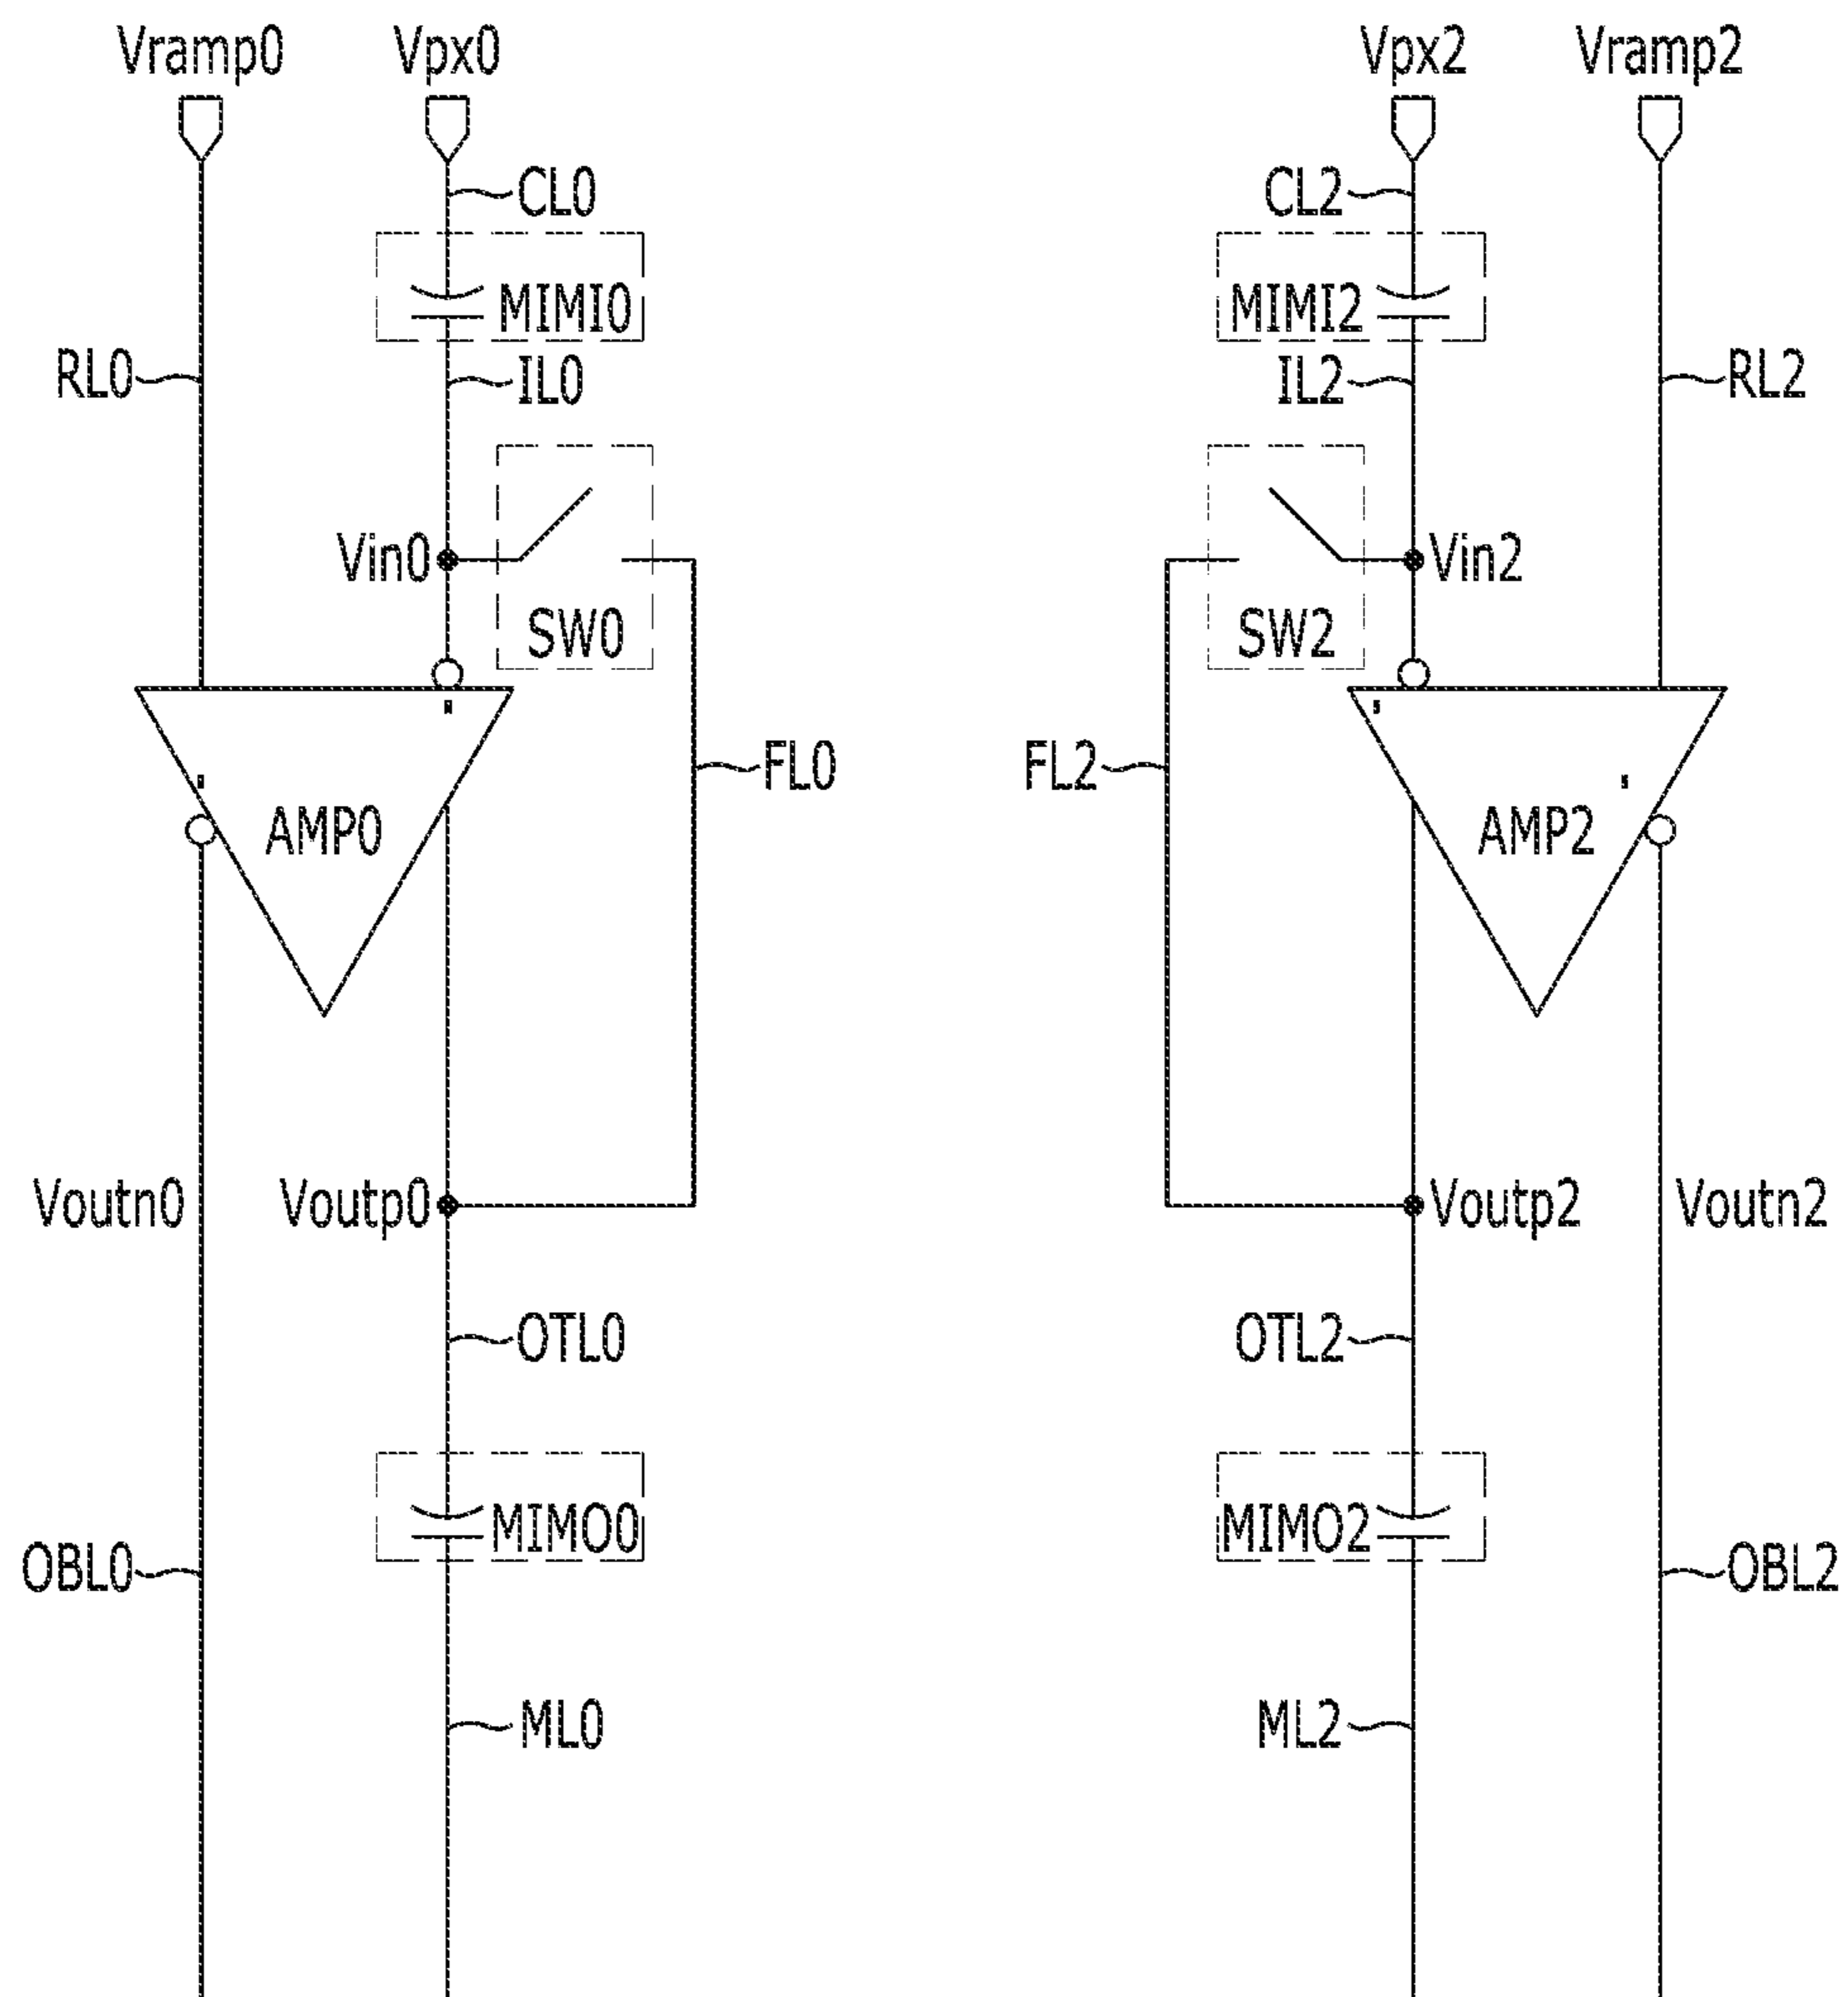 Vramp0 Vpx0 Vpx2 Vramp2
CL0 CL2
MIMI0 MIMI2
RL0 IL0 IL2 RL2
Vin0 Vin2
SW0 SW2
FL0 FL2
AMP0 AMP2
Voutn0 Voutp0 Voutp2 Voutn2
OTL0 OTL2
MIMO0 MIMO2
OBL0 OBL2
ML0 ML2